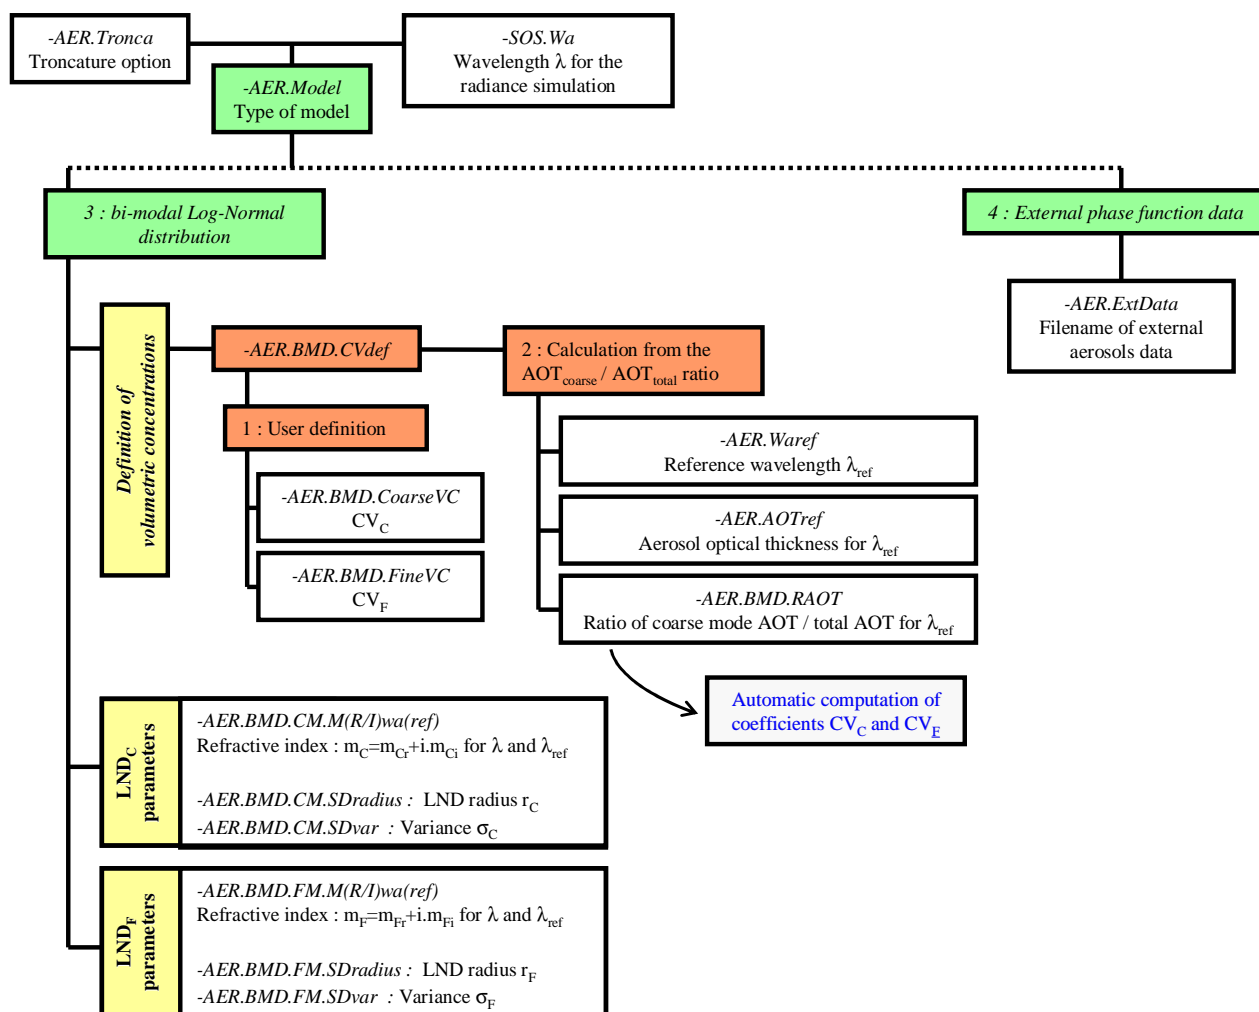 -AER.Tronca
Troncature option
-SOS.Wa
Wavelength λ for the
radiance simulation
-AER.Model
Type of model
3 : bi-modal Log-Normal
distribution
4 : External phase function data
-AER.ExtData
Filename of external
aerosols data
Definition of
volumetric concentrations
-AER.BMD.CVdef
2 : Calculation from the
AOTcoarse / AOTtotal ratio
1 : User definition
-AER.BMD.CoarseVC
CVC
-AER.BMD.FineVC
CVF
-AER.Waref
Reference wavelength λref
-AER.AOTref
Aerosol optical thickness for λref
-AER.BMD.RAOT
Ratio of coarse mode AOT / total AOT for λref
Automatic computation of
coefficients CVC and CVF
LNDC
parameters
-AER.BMD.CM.M(R/I)wa(ref)
Refractive index : mC=mCr+i.mCi for λ and λref
-AER.BMD.CM.SDradius : LND radius rC
-AER.BMD.CM.SDvar : Variance σC
LNDF
parameters
-AER.BMD.FM.M(R/I)wa(ref)
Refractive index : mF=mFr+i.mFi for λ and λref
-AER.BMD.FM.SDradius : LND radius rF
-AER.BMD.FM.SDvar : Variance σF